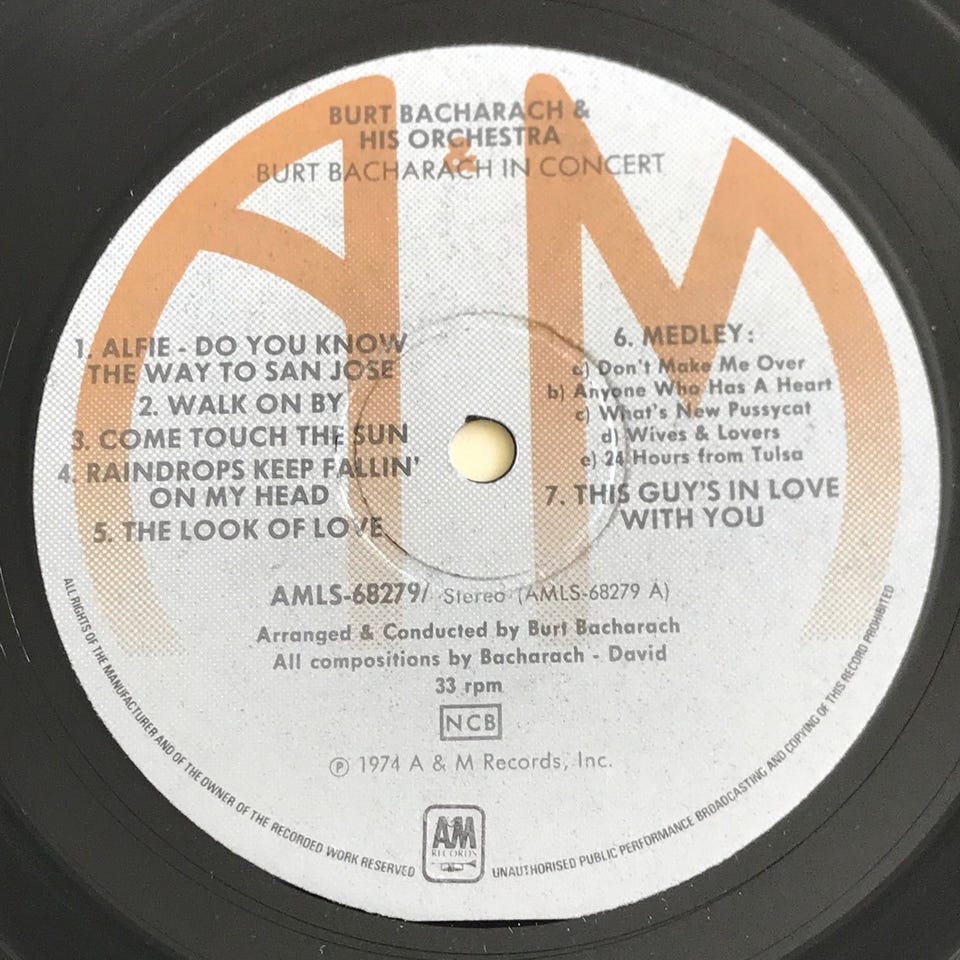 BURT BACHARACH &
HIS ORCHESTRA
&
BURT BACHARACH IN CONCERT
1. ALFIE - DO YOU KNOW
THE WAY TO SAN JOSE
2. WALK ON BY
3. COME TOUCH THE SUN
4. RAINDROPS KEEP FALLIN'
ON MY HEAD
5. THE LOOK OF LOVE
6. MEDLEY:
a) Don't Make Me Over
b) Anyone Who Has A Heart
c) What's New Pussycat
d) Wives & Lovers
e) 24 Hours from Tulsa
7. THIS GUY'S IN LOVE
WITH YOU
AMLS-68279/ Stereo (AMLS-68279 A)
Arranged & Conducted by Burt Bacharach
All compositions by Bacharach - David
33 rpm
NCB
℗ 1974 A & M Records, Inc.
ALL RIGHTS OF THE MANUFACTURER AND OF THE OWNER OF THE RECORDED WORK RESERVED
A&M
RECORDS
UNAUTHORISED PUBLIC PERFORMANCE BROADCASTING AND COPYING OF THIS RECORD PROHIBITED